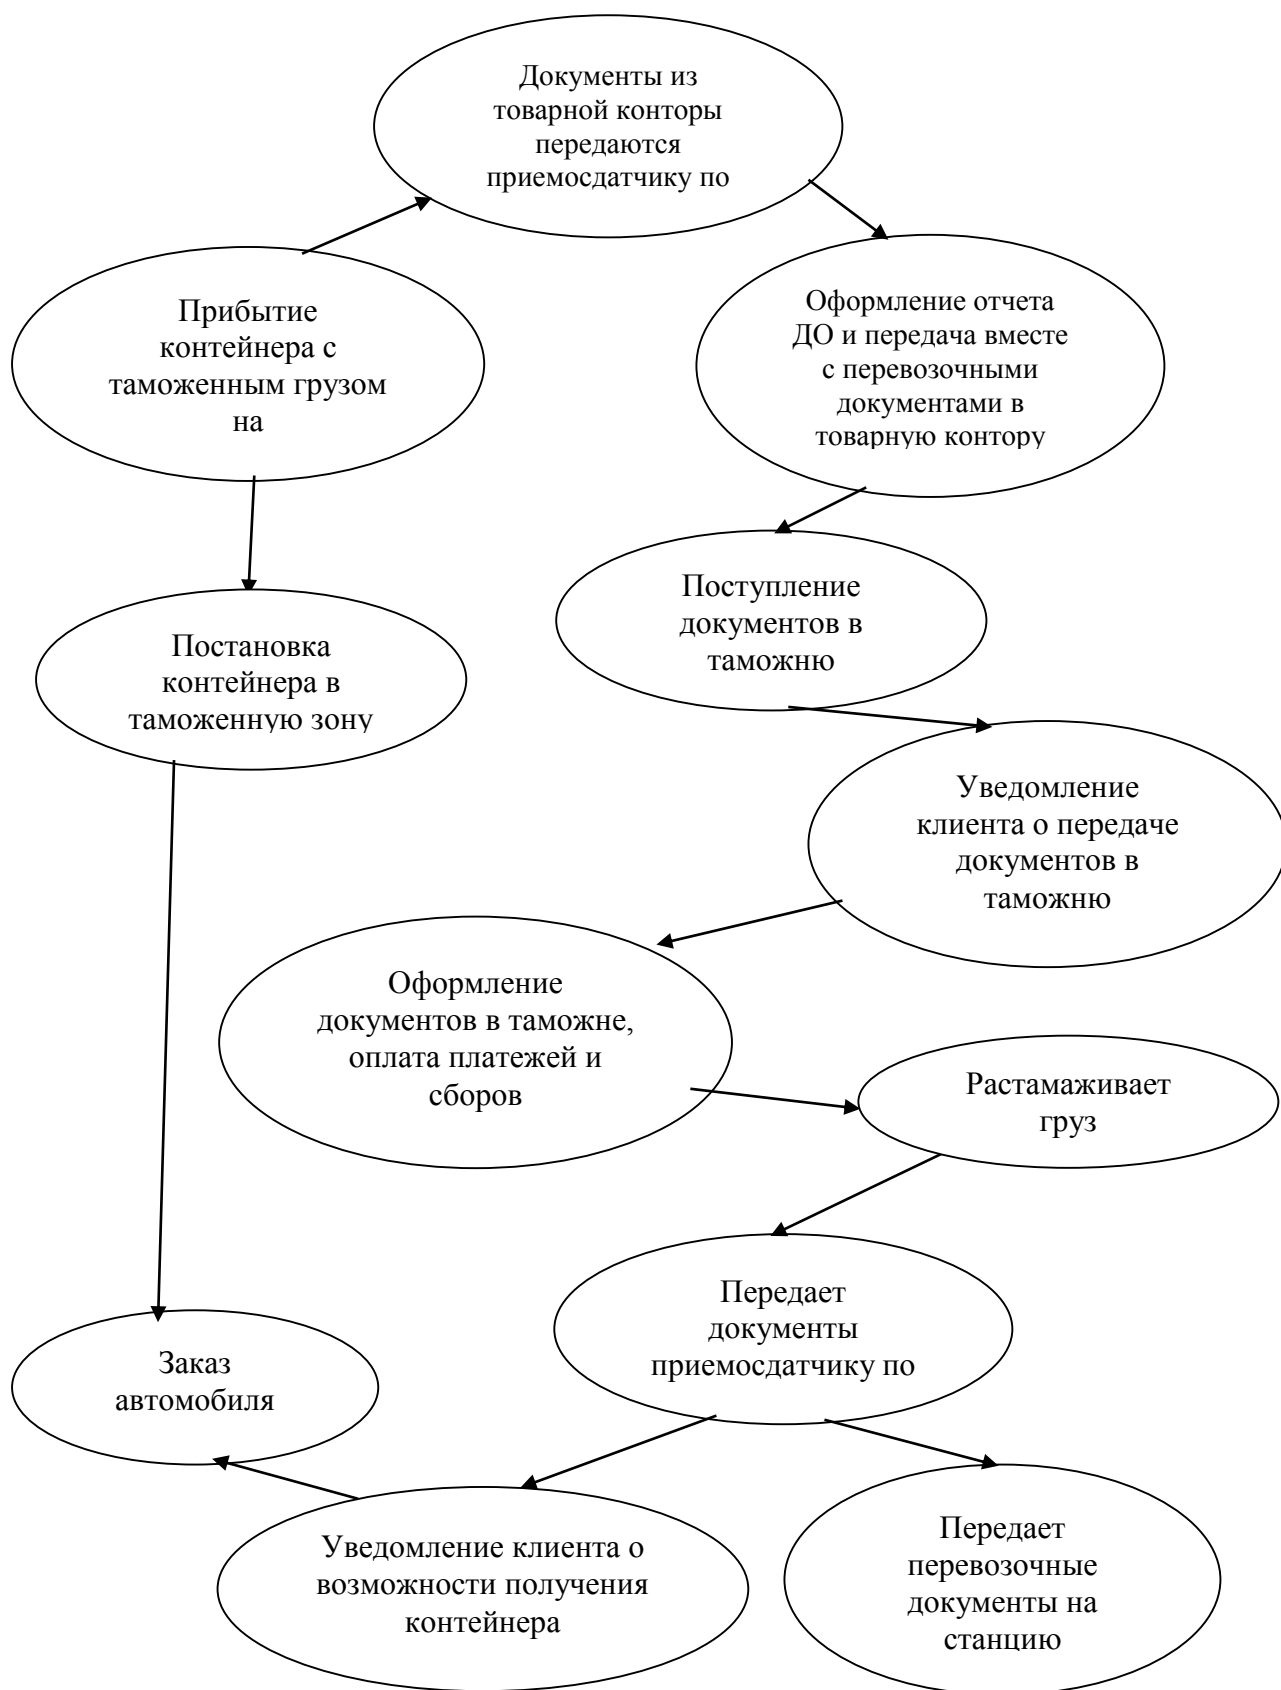 Документы из
товарной конторы
передаются
приемосдатчику по
Прибытие
контейнера с
таможенным грузом
на
Оформление отчета
ДО и передача вместе
с перевозочными
документами в
товарную контору
Поступление
документов в
таможню
Постановка
контейнера в
таможенную зону
Уведомление
клиента о передаче
документов в
таможню
Оформление
документов в таможне,
оплата платежей и
сборов
Растамаживает
груз
Передает
документы
приемосдатчику по
Заказ
автомобиля
Уведомление клиента о
возможности получения
контейнера
Передает
перевозочные
документы на
станцию